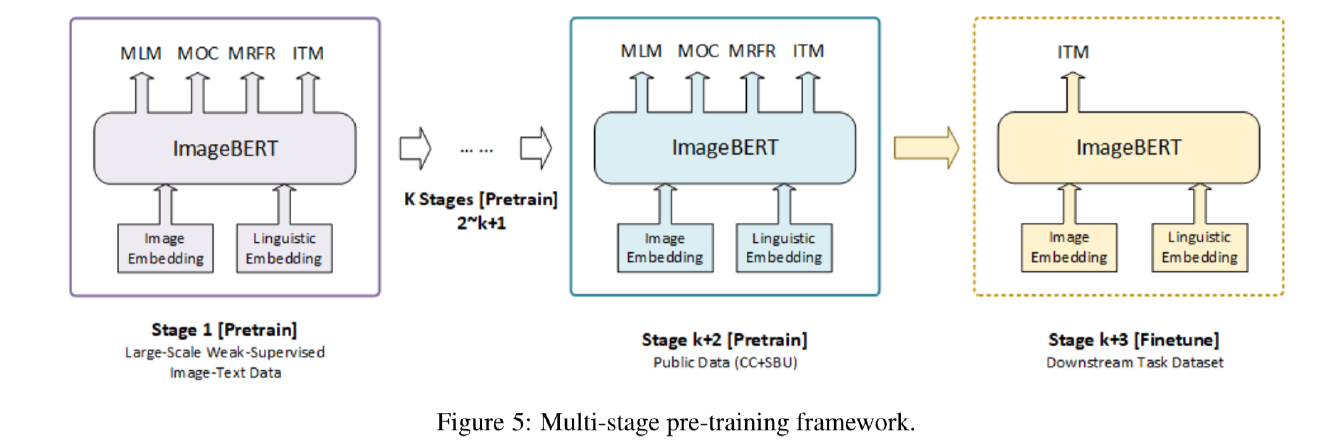 MLM MOC MRFR ITM
ImageBERT
Image
Embedding
Linguistic
Embedding
Stage 1 [Pretrain]
Large-Scale Weak-Supervised
Image-Text Data
... ...
K Stages [Pretrain]
2~k+1
MLM MOC MRFR ITM
ImageBERT
Image
Embedding
Linguistic
Embedding
Stage k+2 [Pretrain]
Public Data (CC+SBU)
ITM
ImageBERT
Image
Embedding
Linguistic
Embedding
Stage k+3 [Finetune]
Downstream Task Dataset
Figure 5: Multi-stage pre-training framework.